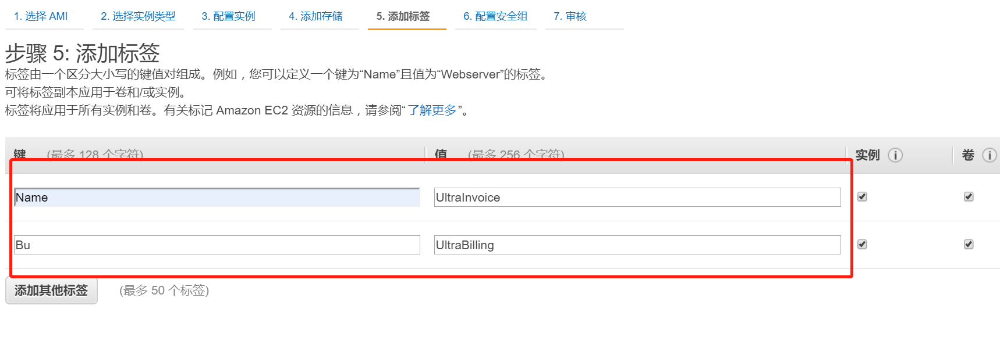 1. 选择 AMI 2. 选择实例类型 3. 配置实例 4. 添加存储 5. 添加标签 6. 配置安全组 7. 审核
步骤 5: 添加标签
标签由一个区分大小写的键值对组成。例如，您可以定义一个键为“Name”且值为“Webserver”的标签。
可将标签副本应用于卷和/或实例。
标签将应用于所有实例和卷。有关标记 Amazon EC2 资源的信息，请参阅“了解更多”。
键 (最多 128 个字符) 值 (最多 256 个字符) 实例 卷
Name UltraInvoice
Bu UltraBilling
添加其他标签 (最多 50 个标签)